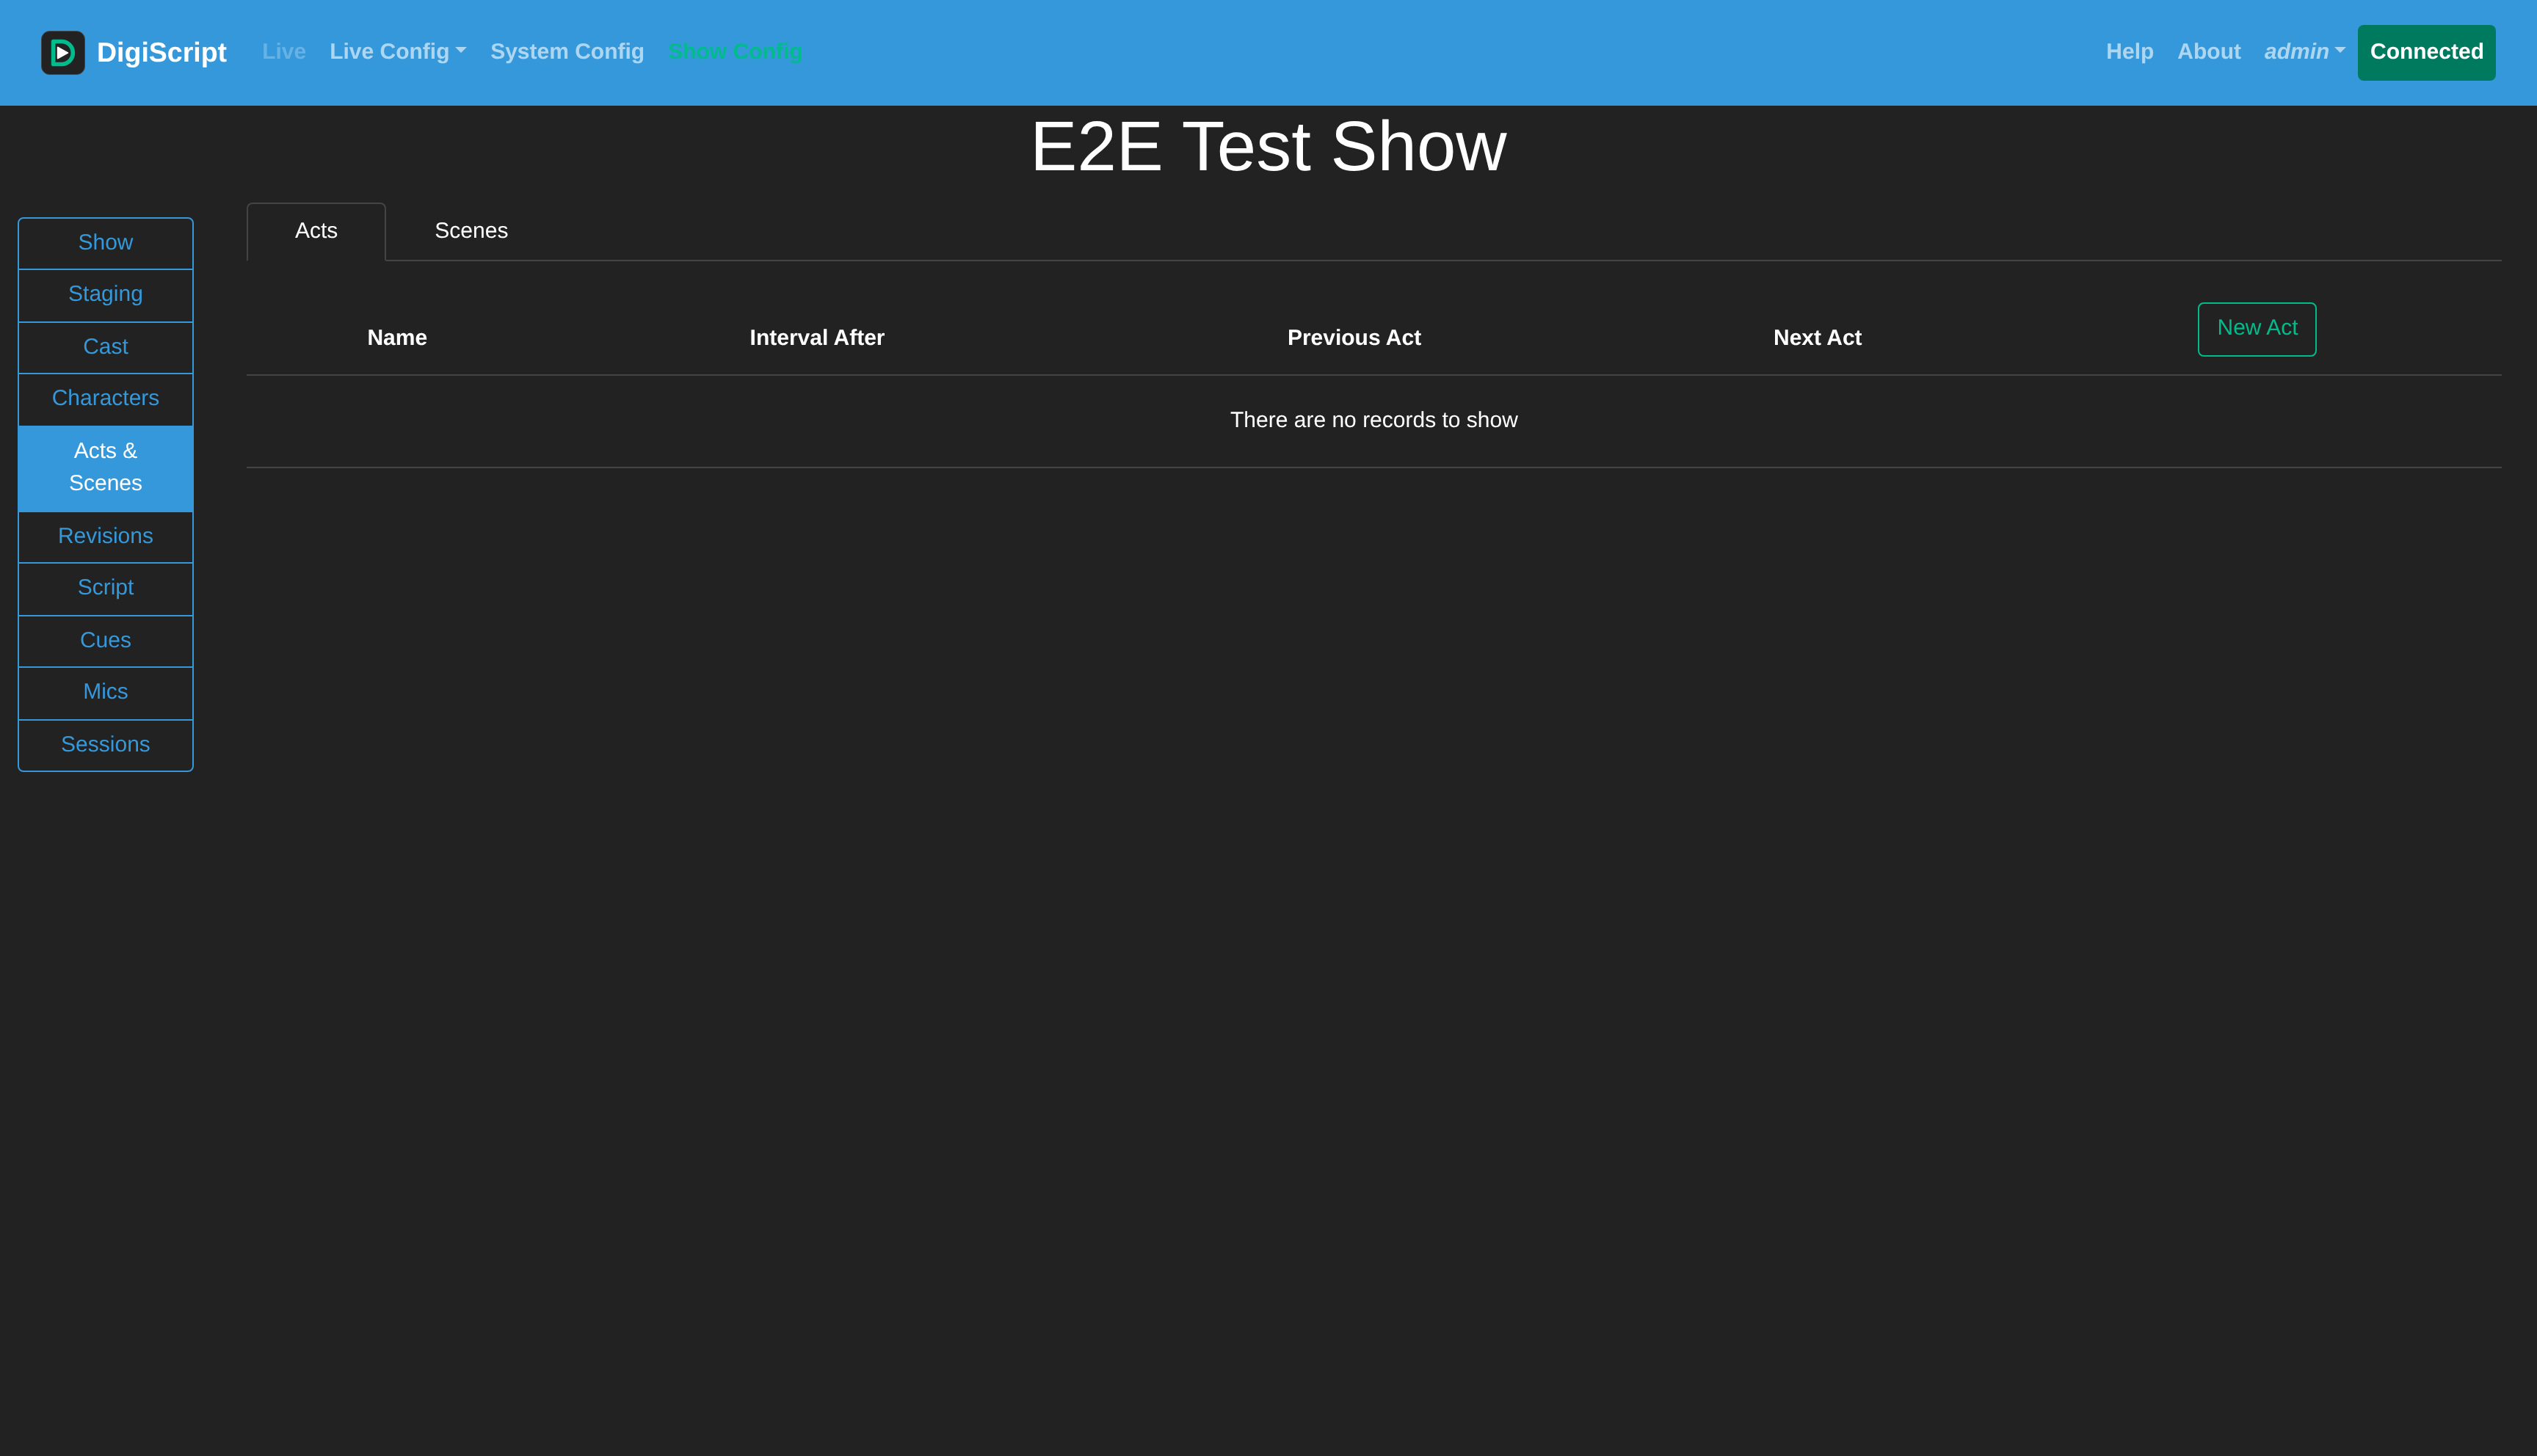 DigiScript
Live
Live Config
System Config
Show Config
Help
About
admin
Connected
E2E Test Show
Show
Staging
Cast
Characters
Acts &
Scenes
Revisions
Script
Cues
Mics
Sessions
Acts
Scenes
Name
Interval After
Previous Act
Next Act
New Act
There are no records to show